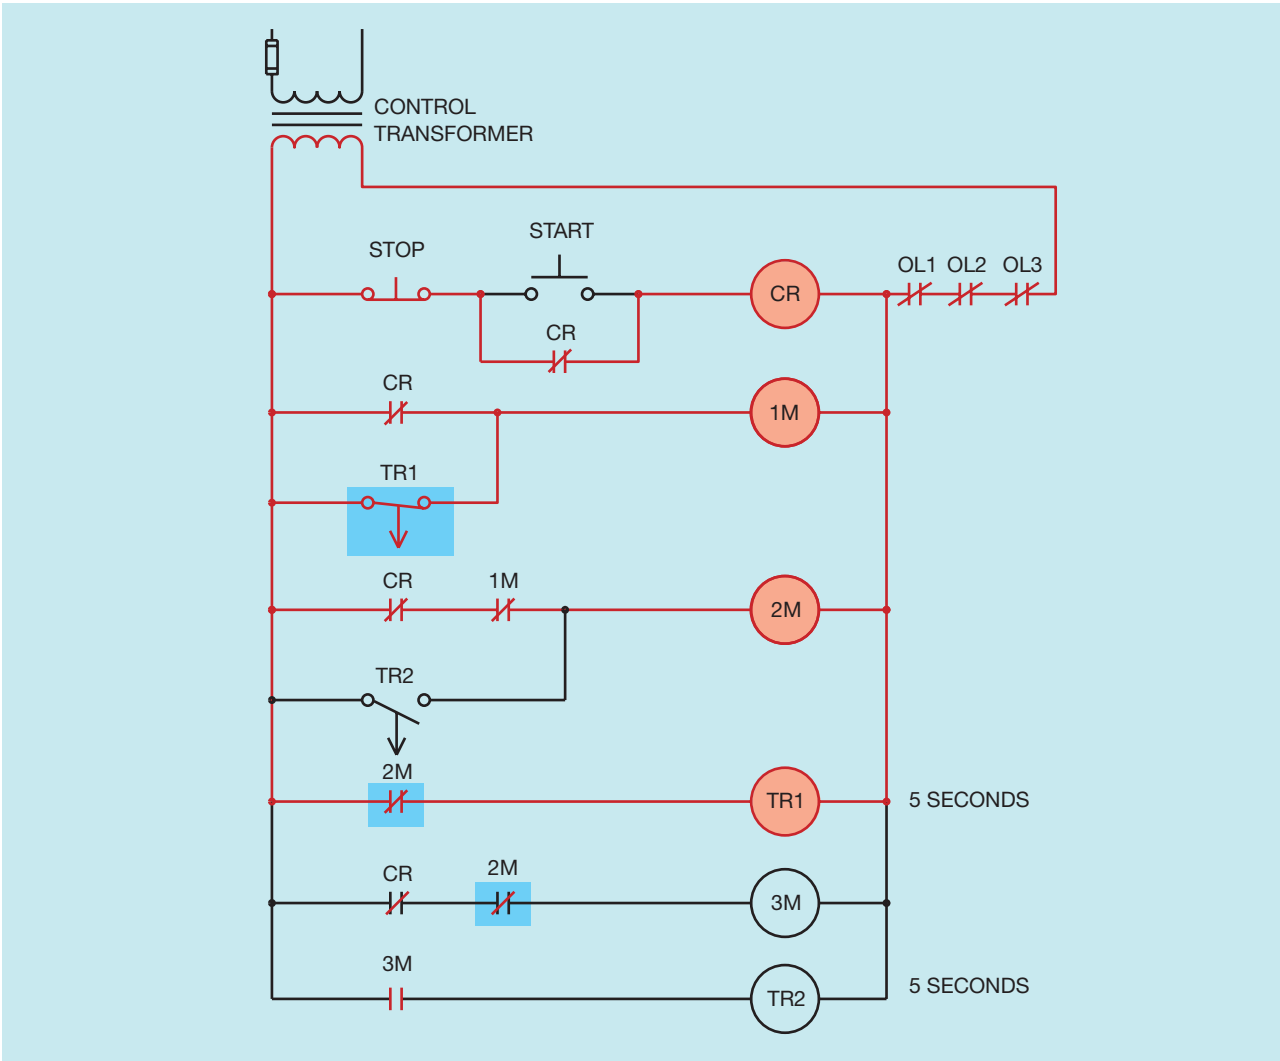 CONTROL
TRANSFORMER
START
STOP
OL1 OL2 OL3
CR
CR
CR
1M
TR1
CR 1M
2M
TR2
2M
TR1
5 SECONDS
CR 2M
3M
3M
TR2
5 SECONDS